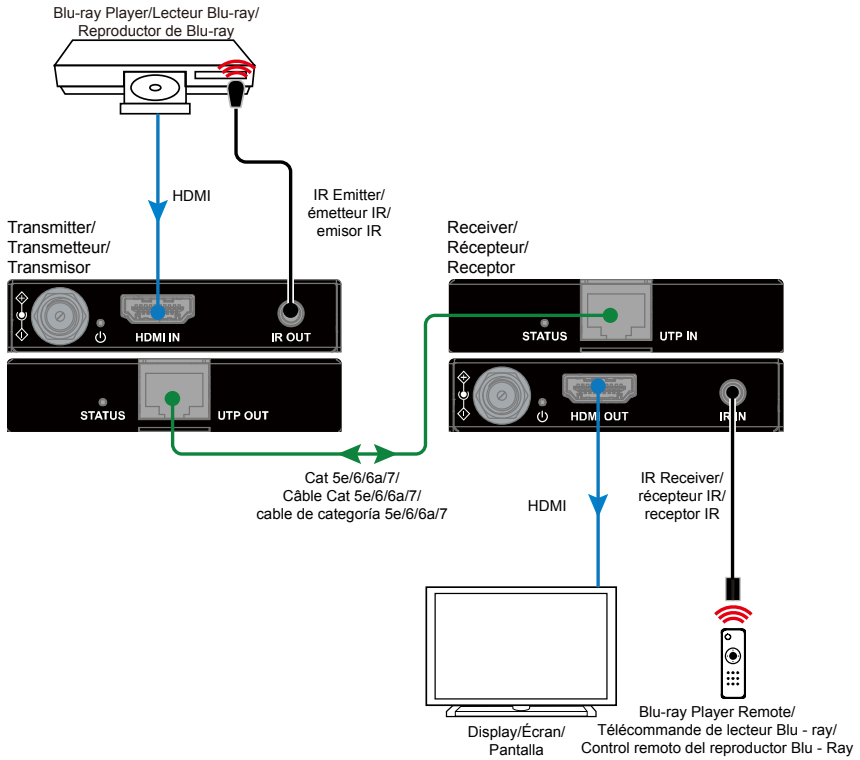 Blu-ray Player/Lecteur Blu-ray/
Reproductor de Blu-ray
HDMI
IR Emitter/
émetteur IR/
emisor IR
Transmitter/
Transmetteur/
Transmisor
HDMI IN
IR OUT
STATUS
UTP OUT
Receiver/
Récepteur/
Receptor
STATUS
UTP IN
HDMI OUT
IR IN
Cat 5e/6/6a/7/
Câble Cat 5e/6/6a/7/
cable de categoría 5e/6/6a/7
HDMI
IR Receiver/
récepteur IR/
receptor IR
Display/Écran/
Pantalla
Blu-ray Player Remote/
Télécommande de lecteur Blu - ray/
Control remoto del reproductor Blu - Ray